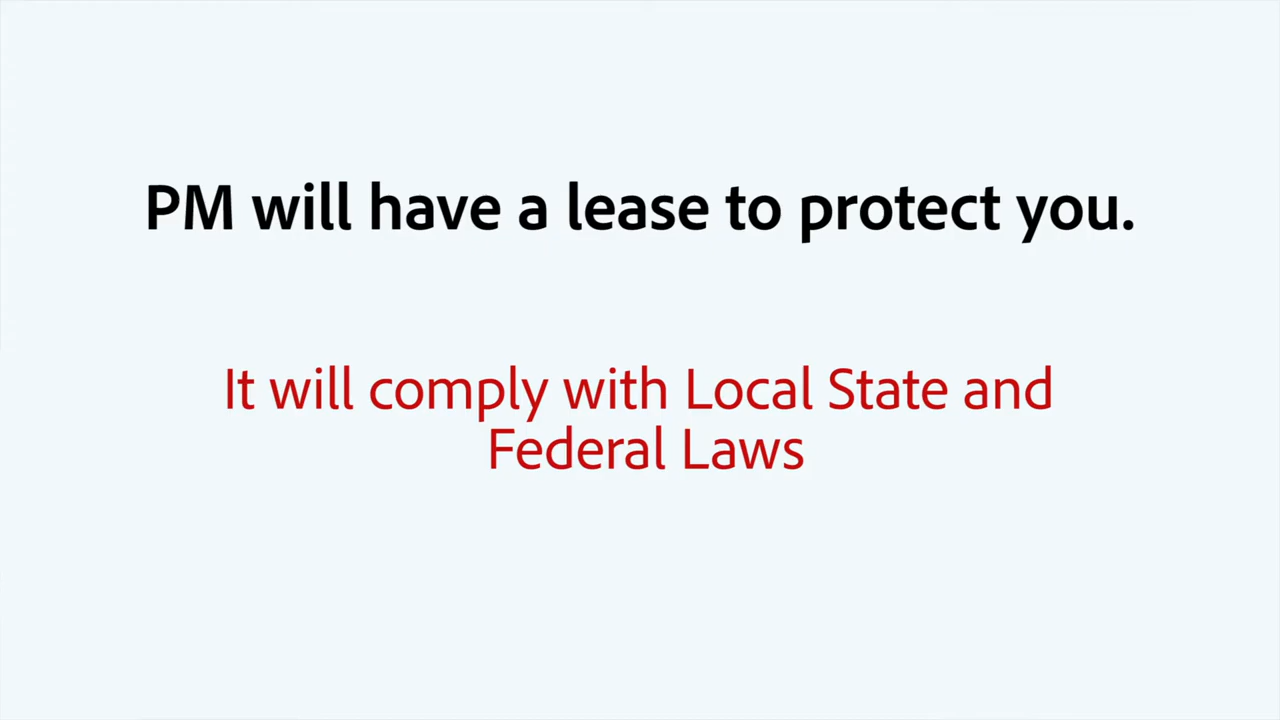 PM will have a lease to protect you.
It will comply with Local State and
Federal Laws